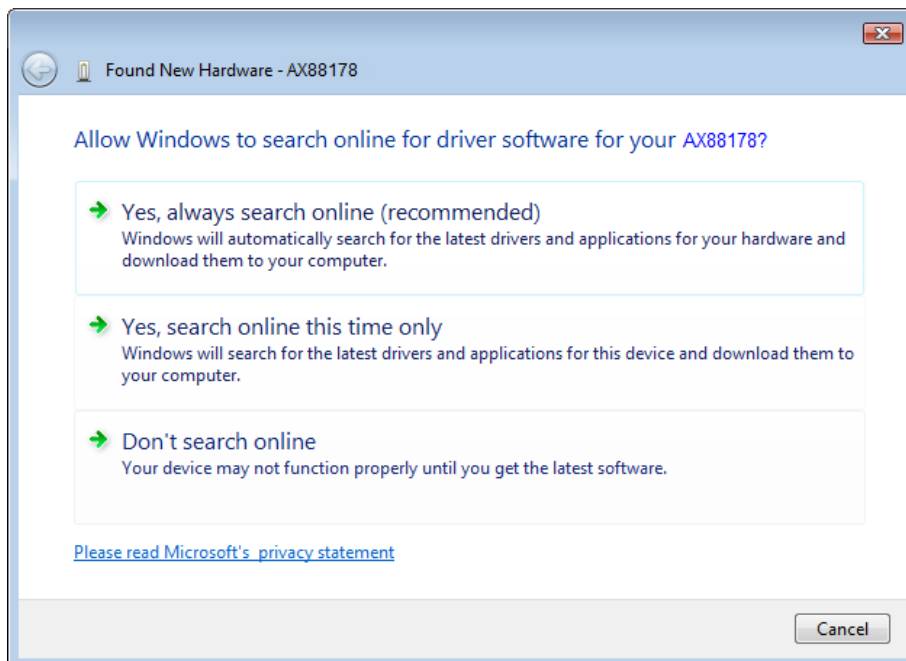 Found New Hardware - AX88178
Allow Windows to search online for driver software for your AX88178?
Yes, always search online (recommended)
Windows will automatically search for the latest drivers and applications for your hardware and
download them to your computer.
Yes, search online this time only
Windows will search for the latest drivers and applications for this device and download them to
your computer.
Don't search online
Your device may not function properly until you get the latest software.
Please read Microsoft's  privacy statement
Cancel